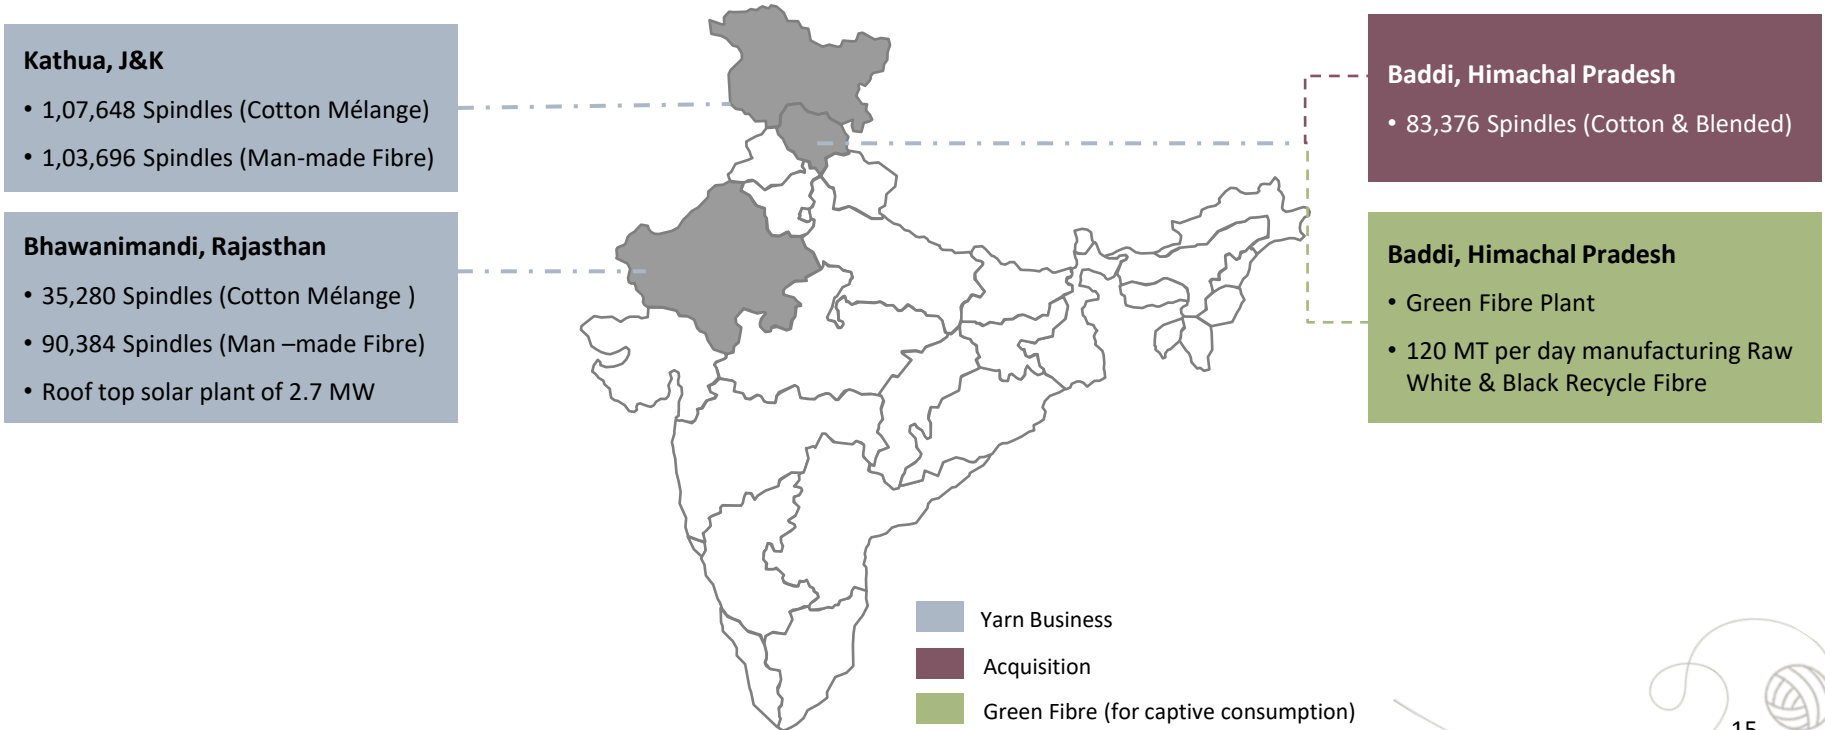 Kathua, J&K
• 1,07,648 Spindles (Cotton Mélange)
• 1,03,696 Spindles (Man-made Fibre)
Bhawanimandi, Rajasthan
• 35,280 Spindles (Cotton Mélange )
• 90,384 Spindles (Man –made Fibre)
• Roof top solar plant of 2.7 MW
Baddi, Himachal Pradesh
• 83,376 Spindles (Cotton & Blended)
Baddi, Himachal Pradesh
• Green Fibre Plant
• 120 MT per day manufacturing Raw
White & Black Recycle Fibre
Yarn Business
Acquisition
Green Fibre (for captive consumption)
15